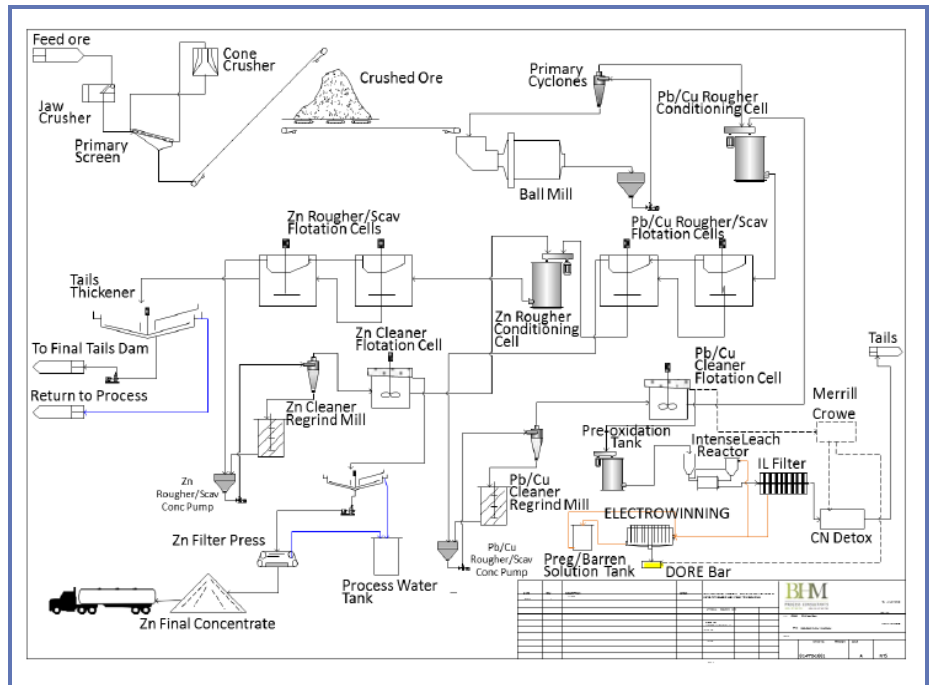 Feed ore
Cone
Crusher
Crushed Ore
Primary
Cyclones
Pb/Cu Rougher
Conditioning Cell
Jaw
Crusher
Primary
Screen
Ball Mill
Zn Rougher/Scav
Flotation Cells
Pb/Cu Rougher/Scav
Flotation Cells
Tails
Thickener
Zn Rougher
Conditioning
Cell
To Final Tails Dam
Zn Cleaner
Flotation Cell
Tails
Return to Process
Pb/Cu
Cleaner
Flotation Cell
Merrill
Crowe
Zn Cleaner
Regrind Mill
Pre-oxidation
Tank
Intense Leach
Reactor
IL Filter
Zn
Rougher/Scav
Conc Pump
Pb/Cu
Cleaner
Regrind Mill
ELECTROWINNING
CN Detox
Zn Filter Press
Pb/Cu
Rougher/Scav
Conc Pump
Preg/Barren
Solution Tank
DORE Bar
Process Water
Tank
Zn Final Concentrate
BHM
PROCESS CONSULTANTS
A
NTS